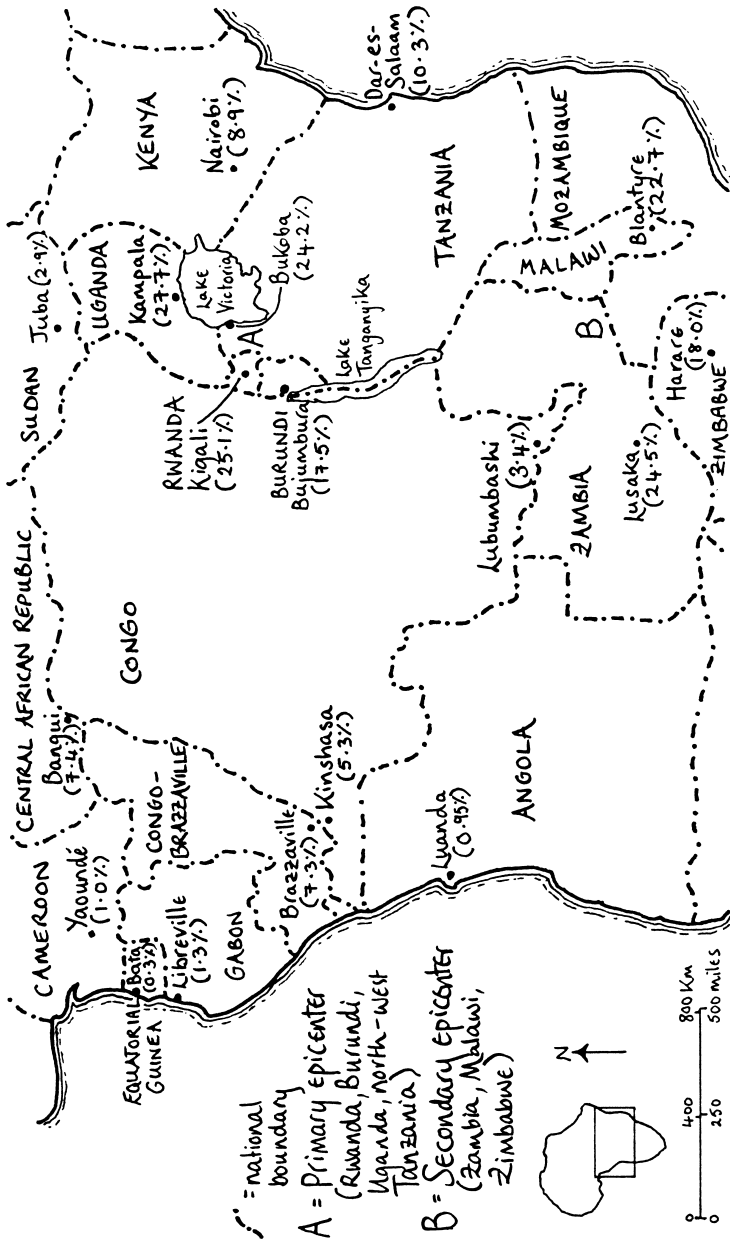 CAMEROON
Yaoundé
(1.0%)
CENTRAL AFRICAN REPUBLIC
Bangui
(7.4%)
SUDAN
Juba (2.9%)
UGANDA
Kampala
(27.7%)
KENYA
Nairobi
(8.9%)
EQUATORIAL
GUINEA
Bata
(0.3%)
Libreville
(1.3%)
GABON
CONGO-
BRAZZAVILLE
CONGO
Brazzaville
(7.3%)
Kinshasa
(5.3%)
RWANDA
Kigali
(25.1%)
BURUNDI
Bujumbura
(17.5%)
Lake
Victoria
A
Bukoba
(24.2%)
Lake
Tanganyika
TANZANIA
Dar-es-
Salaam
(10.3%)
Luanda
(0.95%)
ANGOLA
Lubumbashi
(3.4%)
ZAMBIA
Lusaka
(24.5%)
B
MALAWI
MOZAMBIQUE
Blantyre
(22.7%)
Harare
(18.0%)
ZIMBABWE
= national
boundary
A = Primary epicenter
(Rwanda, Burundi,
Uganda, north-west
Tanzania)
B = Secondary epicenter
(Zambia, Malawi,
Zimbabwe)
N
0 400 800 Km
0 250 500 miles